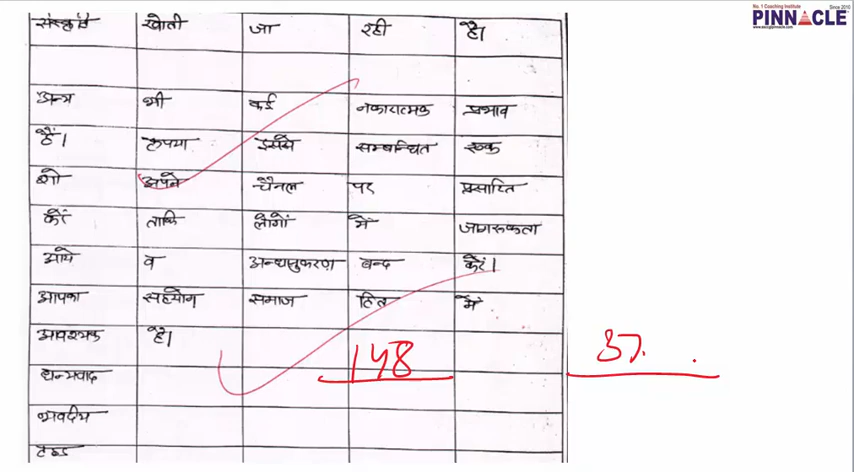 No. 1 Coaching Institute Since 2010
PINNACLE
संस्कृति खोती जा रही है।
अन्य भी कई नकारात्मक प्रभाव
हैं। कृपया इससे सम्बन्धित एक
शो अपने चैनल पर प्रसारित
करें ताकि लोगों में जागरूकता
आये व अन्धानुकरण बन्द करें।
आपका सहयोग समाज हित में
आवश्यक है।
148 37.
धन्यवाद
भवदीय